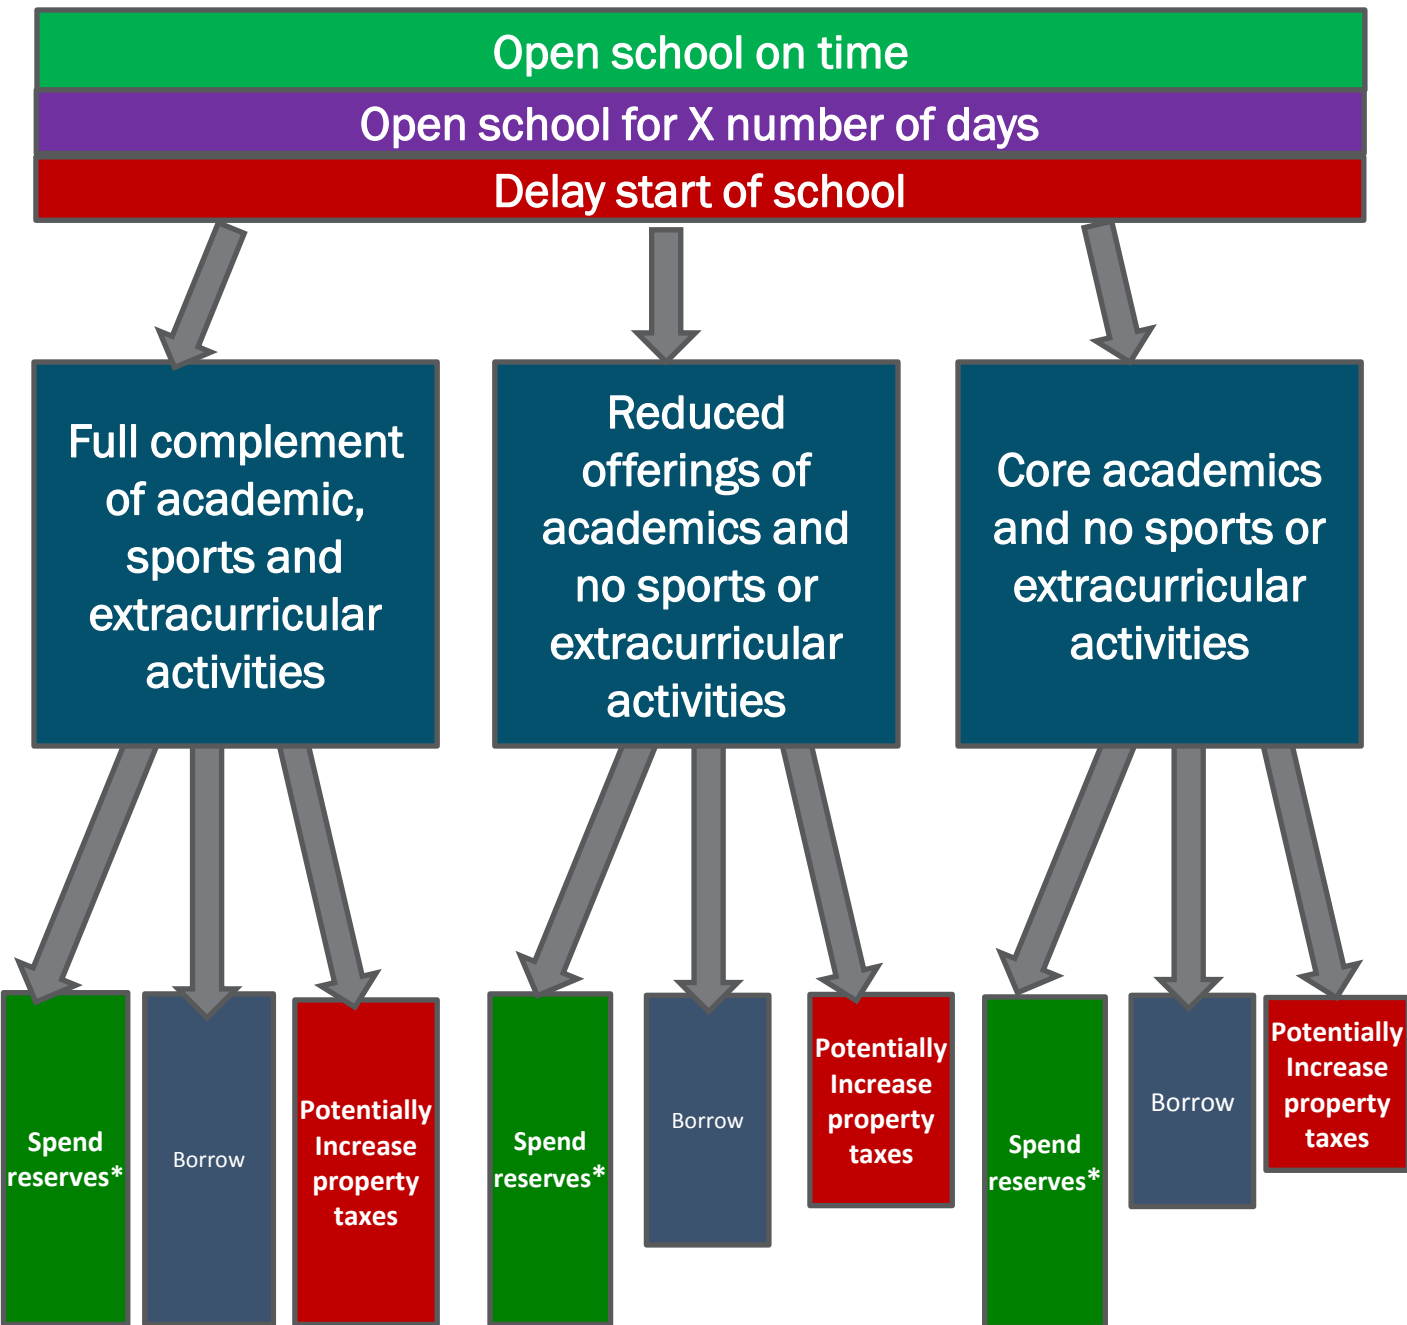 Open school on time
Open school for X number of days
Delay start of school
Full complement
of academic,
sports and
extracurricular
activities
Reduced
offerings of
academics and
no sports or
extracurricular
activities
Core academics
and no sports or
extracurricular
activities
Spend
reserves*
Borrow
Potentially
Increase
property
taxes
Spend
reserves*
Borrow
Potentially
Increase
property
taxes
Spend
reserves*
Borrow
Potentially
Increase
property
taxes